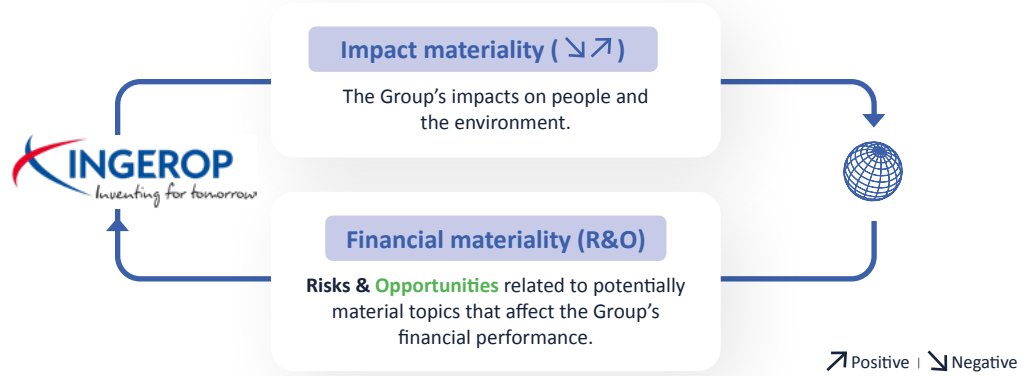 Impact materiality (↘↗)
The Group's impacts on people and
the environment.
INGEROP
Inventing for tomorrow
Financial materiality (R&O)
Risks & Opportunities related to potentially
material topics that affect the Group's
financial performance.
↗ Positive | ↘ Negative